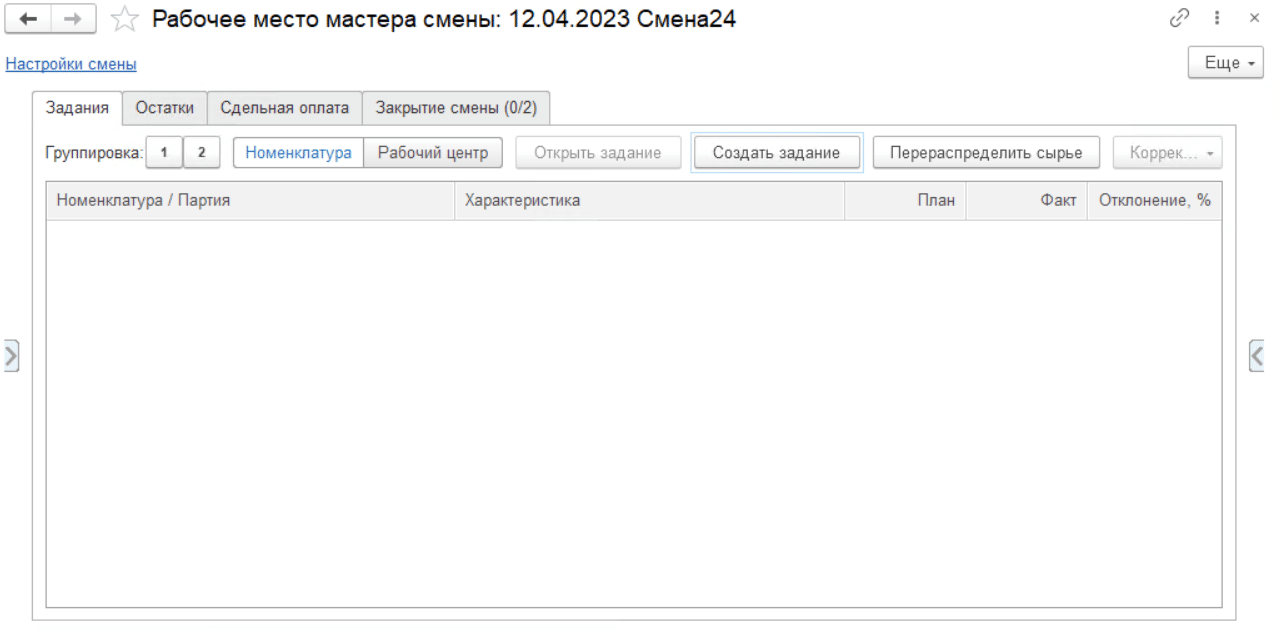 Рабочее место мастера смены: 12.04.2023 Смена24
Настройки смены
Еще
Задания Остатки Сдельная оплата Закрытие смены (0/2)
Группировка: 1 2 Номенклатура Рабочий центр Открыть задание Создать задание Перераспределить сырье Коррек...
Номенклатура / Партия Характеристика План Факт Отклонение, %